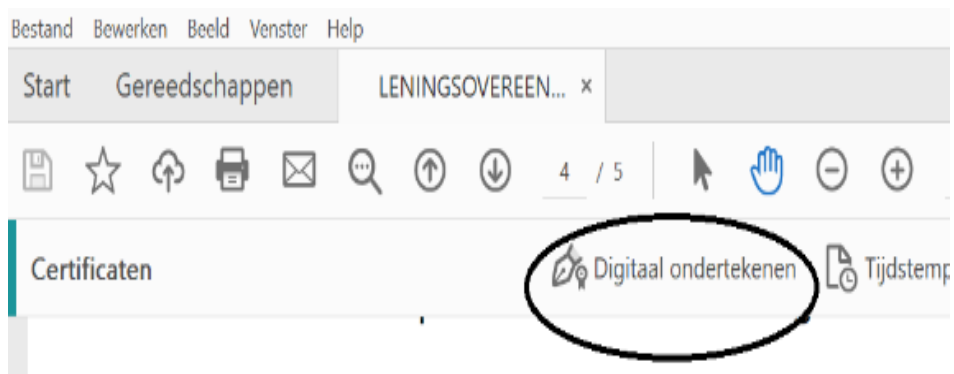 Bestand Bewerken Beeld Venster Help
Start Gereedschappen LENINGSOVEREEN... ×
4 / 5
Certificaten Digitaal ondertekenen Tijdstemp